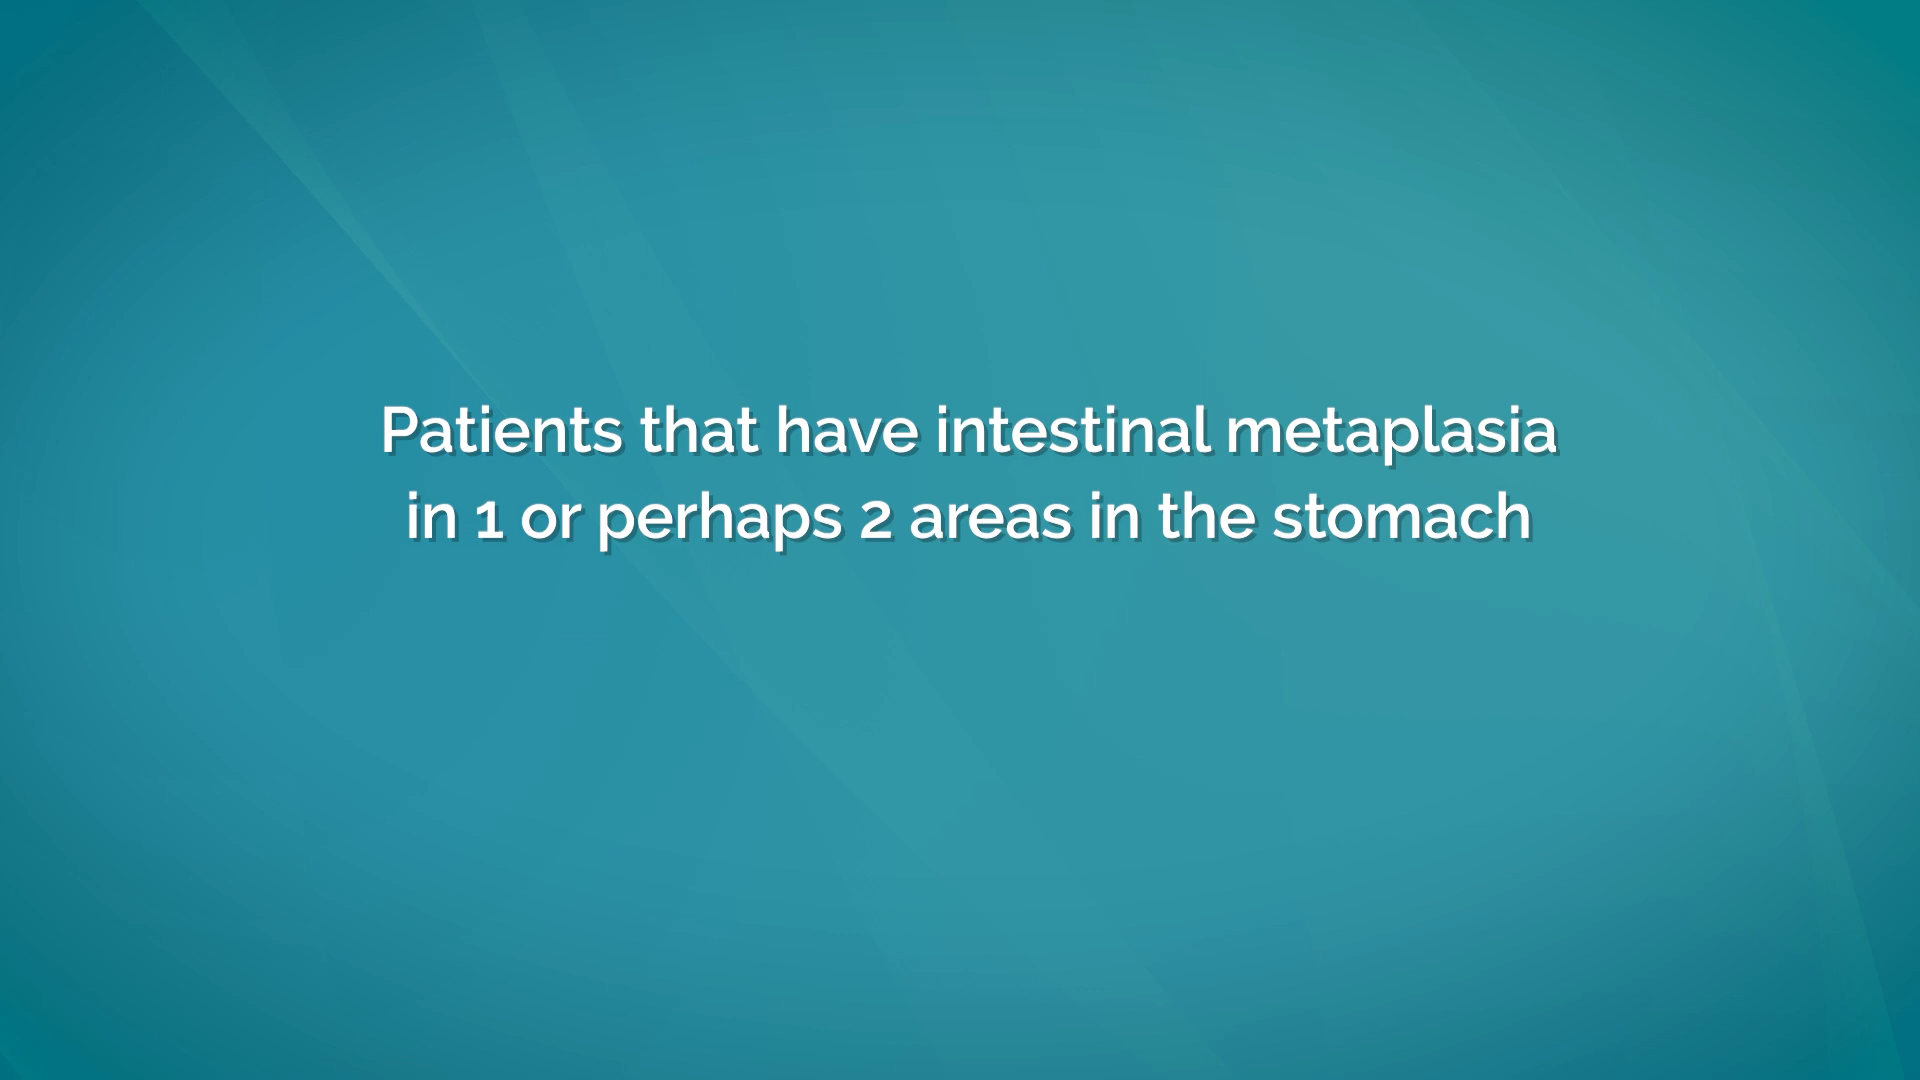 Patients that have intestinal metaplasia
in 1 or perhaps 2 areas in the stomach